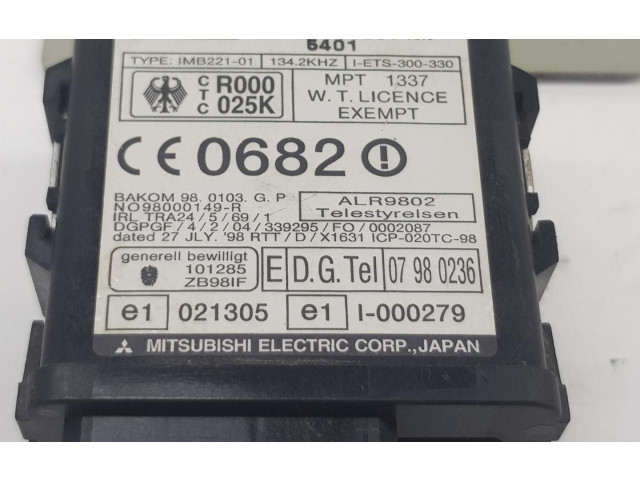 5401
TYPE: IMB221-01 134.2KHZ I-ETS-300-330
CTC R000 025K
MPT 1337
W. T. LICENCE
EXEMPT
CE 0682
BAKOM 98. 0103. G. P
NO98000149-R
IRL TRA24/5/69/1
ALR9802
Telestyrelsen
DGPGF/4/2/04/339295/FO/0002087
dated 27 JLY. '98 RTT/D/X1631 ICP-020TC-98
generell bewilligt
101285
ZB98IF
E D.G.Tel 07 98 0236
e1 021305 e1 I-000279
MITSUBISHI ELECTRIC CORP., JAPAN